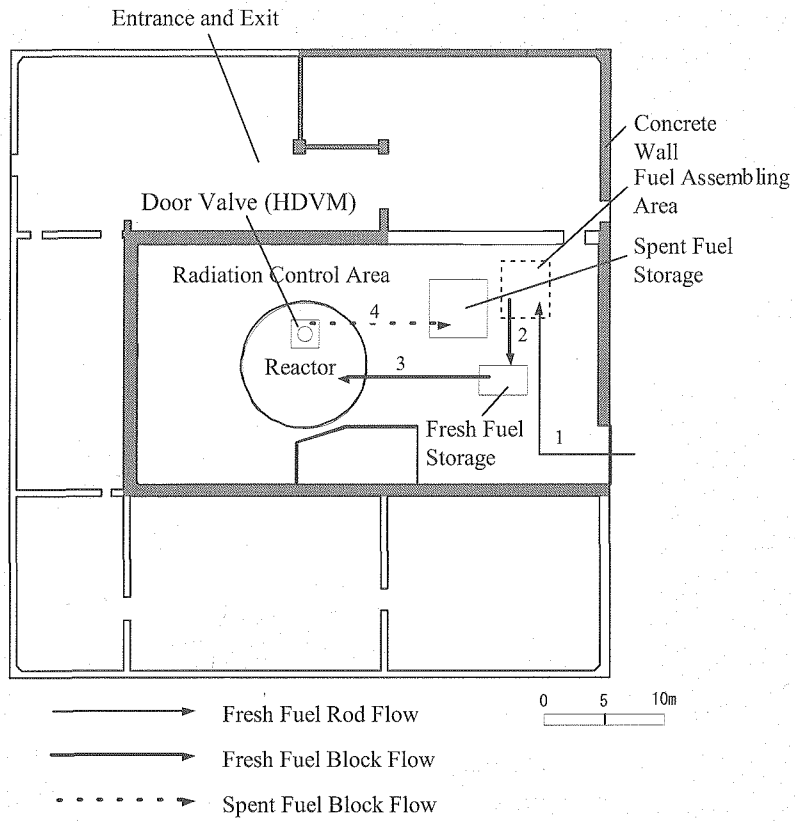 Entrance and Exit
Concrete
Wall
Fuel Assembling
Area
Door Valve (HDVM)
Spent Fuel
Storage
Radiation Control Area
4
2
Reactor
3
Fresh Fuel
Storage
1
0 5 10m
Fresh Fuel Rod Flow
Fresh Fuel Block Flow
Spent Fuel Block Flow